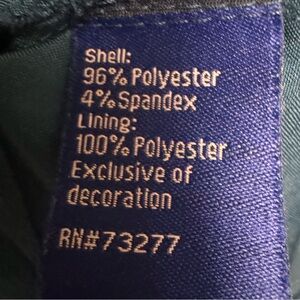 Shell:
96% Polyester
4% Spandex
Lining:
100% Polyester
Exclusive of
decoration
RN#73277